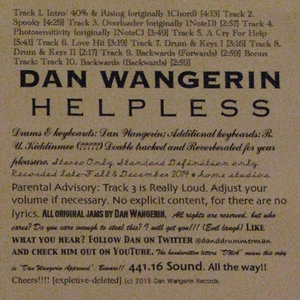 Track 1. Intro/ 40% & Rising (originally 1Chord) [4:13] Track 2.
Spooky [4:29] Track 3. Overloader (originally 1Note) [2:57] Track 4.
Photosensitivity (originally 1NoteC) [3:49] Track 5. A Cry For Help
[5:41] Track 6. Love Hit [3:19] Track 7. Drum & Keys I [3:16] Track 8.
Drum & Keys II [2:17] Track 9. Backwards (Forwards) [2:59] Bonus
Track: Track 10. Backwards (Backwards) [2:59]
DAN WANGERIN
HELPLESS
Drums & keyboards: Dan Wangerin; Additional keyboards: R.
U. Kiddinmee (?????) Double tracked and Reverberated for your
pleasure. Stereo Only. Standard Definition only.
Recorded late-Fall & December 2014 @ home studios.
Parental Advisory: Track 3 is Really Loud. Adjust your
volume if necessary. No explicit content, for there are no
lyrics. All original jams by Dan Wangerin. All rights are reserved, but who
cares? Do you care enough to steal this? I will get you!!! (Evil laugh) Like
what you hear? Follow Dan on Twitter @danddrummerman
and check him out on YouTube. The handwritten letters "DWA" means this copy
is "Dan Wangerin Approved". Bonus!! 441.16 Sound. All the way!!
Cheers!!!! [expletive-deleted] (c) 2015 Dan Wangerin Records.